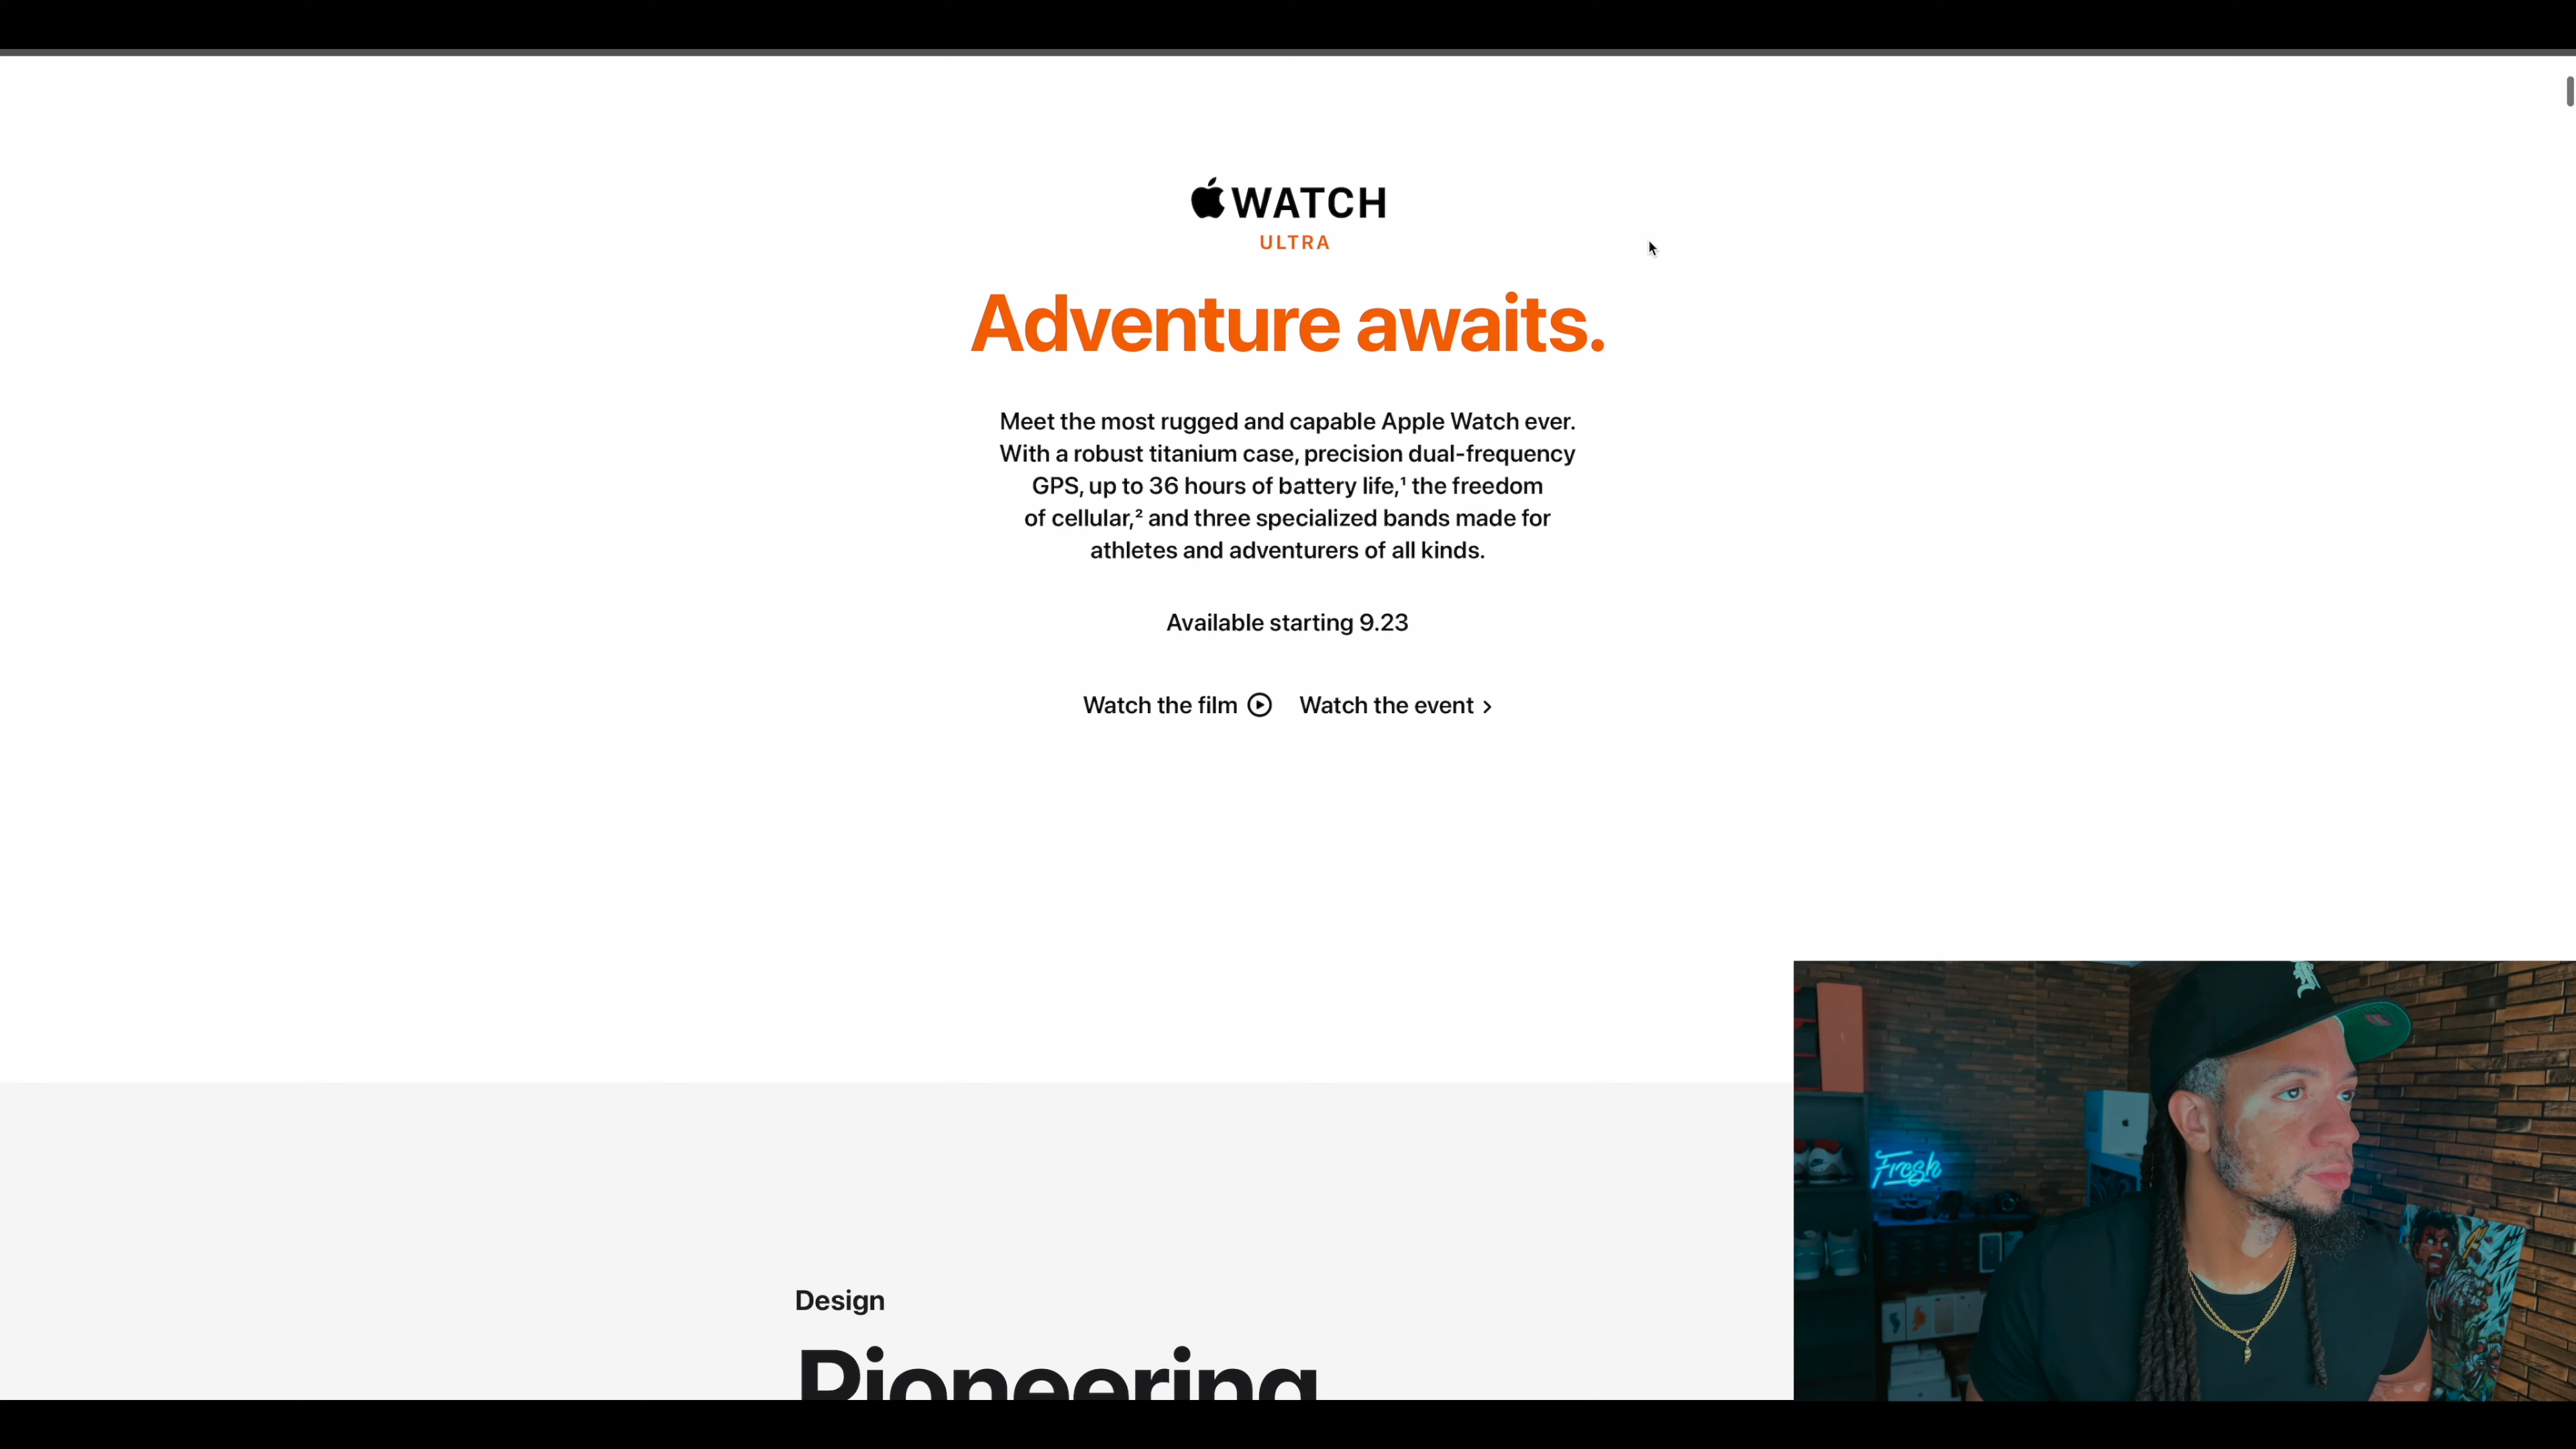 WATCH
ULTRA
Adventure awaits.
Meet the most rugged and capable Apple Watch ever.
With a robust titanium case, precision dual-frequency
GPS, up to 36 hours of battery life,¹ the freedom
of cellular,² and three specialized bands made for
athletes and adventurers of all kinds.
Available starting 9.23
Watch the film
Watch the event >
Design
Pioneering
Fresh